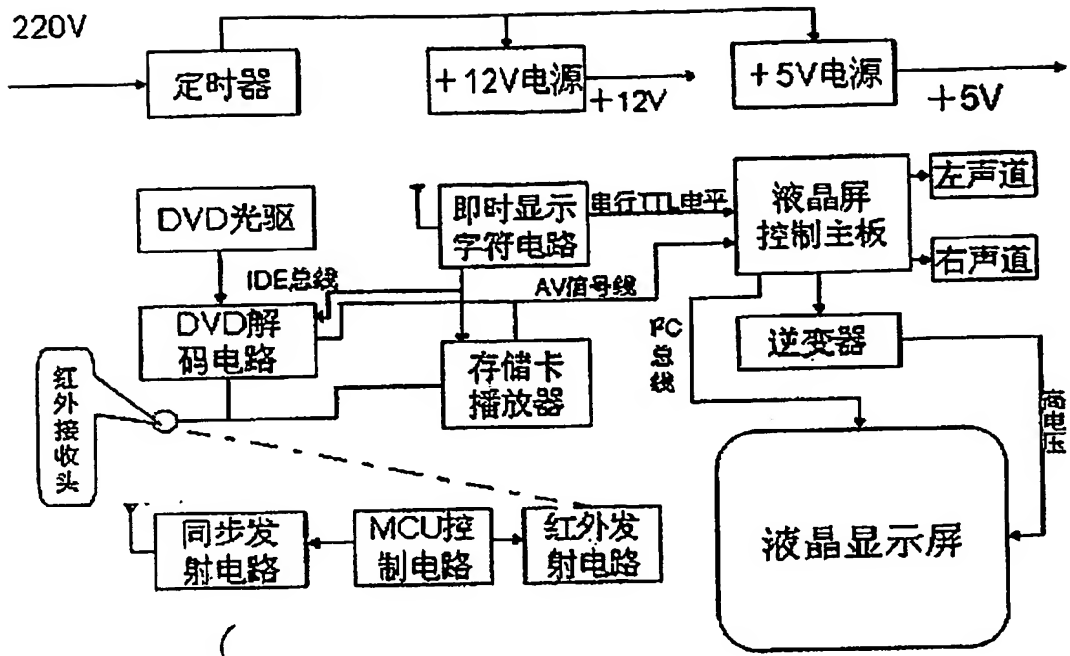 220V
定时器
+12V电源
+12V
+5V电源
+5V
DVD光驱
即时显示
字符电路
串行TTL电平
液晶屏
控制主板
左声道
右声道
IDE总线
AV信号线
DVD解
码电路
存储卡
播放器
I²C
总
线
逆变器
高
电
压
红
外
接
收
头
同步发
射电路
MCU控
制电路
红外发
射电路
液晶显示屏